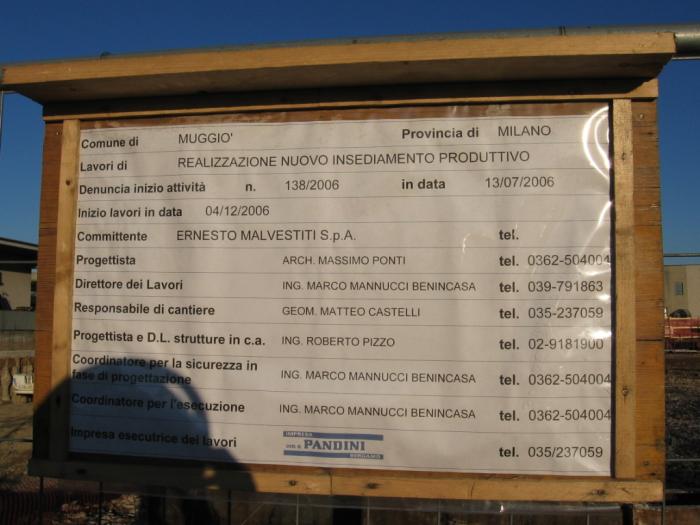 Comune di MUGGIO' Provincia di MILANO
Lavori di REALIZZAZIONE NUOVO INSEDIAMENTO PRODUTTIVO
Denuncia inizio attività n. 138/2006 in data 13/07/2006
Inizio lavori in data 04/12/2006
Committente ERNESTO MALVESTITI S.p.A. tel.
Progettista ARCH. MASSIMO PONTI tel. 0362-504004
Direttore dei Lavori ING. MARCO MANNUCCI BENINCASA tel. 039-791863
Responsabile di cantiere GEOM. MATTEO CASTELLI tel. 035-237059
Progettista e D.L. strutture in c.a. ING. ROBERTO PIZZO tel. 02-9181900
Coordinatore per la sicurezza in
fase di progettazione ING. MARCO MANNUCCI BENINCASA tel. 0362-504004
Coordinatore per l'esecuzione ING. MARCO MANNUCCI BENINCASA tel. 0362-504004
IMPRESA
Impresa esecutrice dei lavori PANDINI tel. 035/237059
BERGAMO